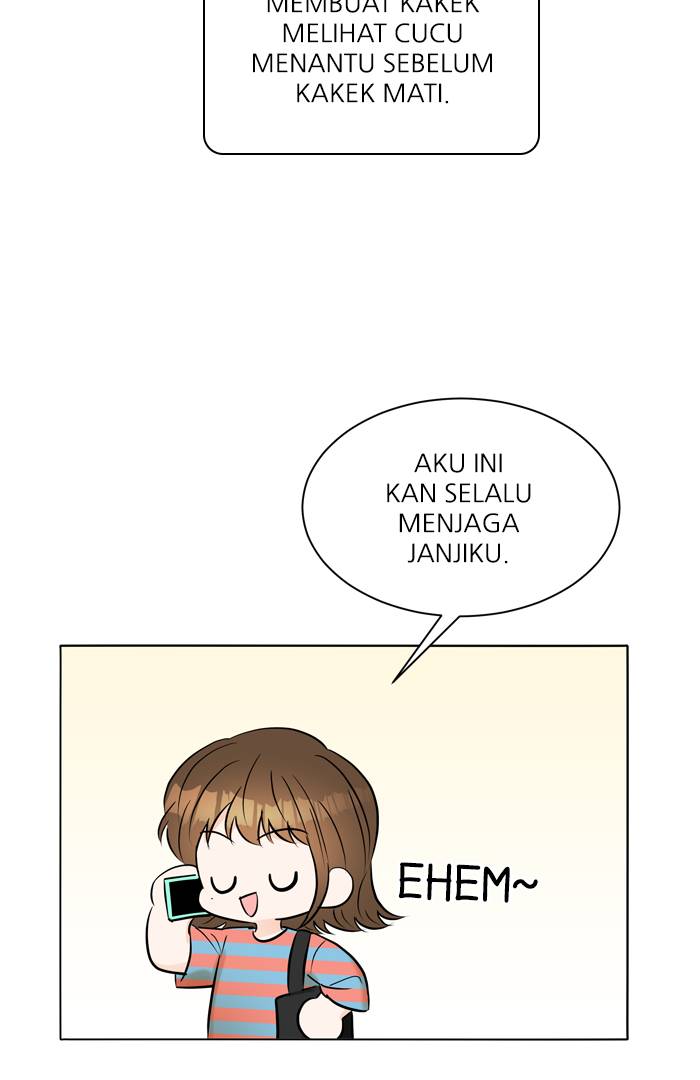 MEMBUAT KAKEK
MELIHAT CUCU
MENANTU SEBELUM
KAKEK MATI.
AKU INI
KAN SELALU
MENJAGA
JANJIKU.
EHEM~